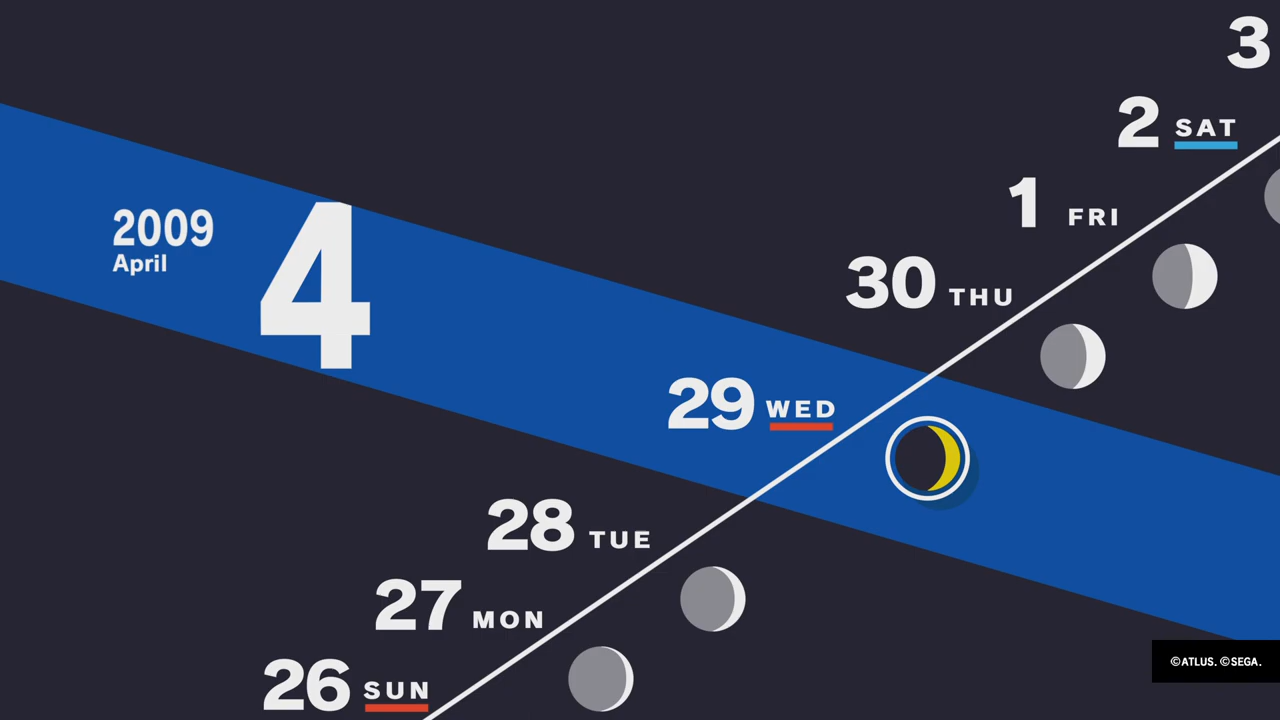 3
2 SAT
1 FRI
30 THU
2009
April
4
29 WED
28 TUE
27 MON
26 SUN
©ATLUS. ©SEGA.